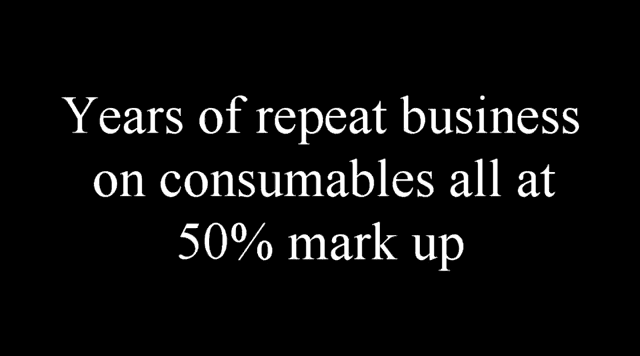 Years of repeat business
on consumables all at
50% mark up